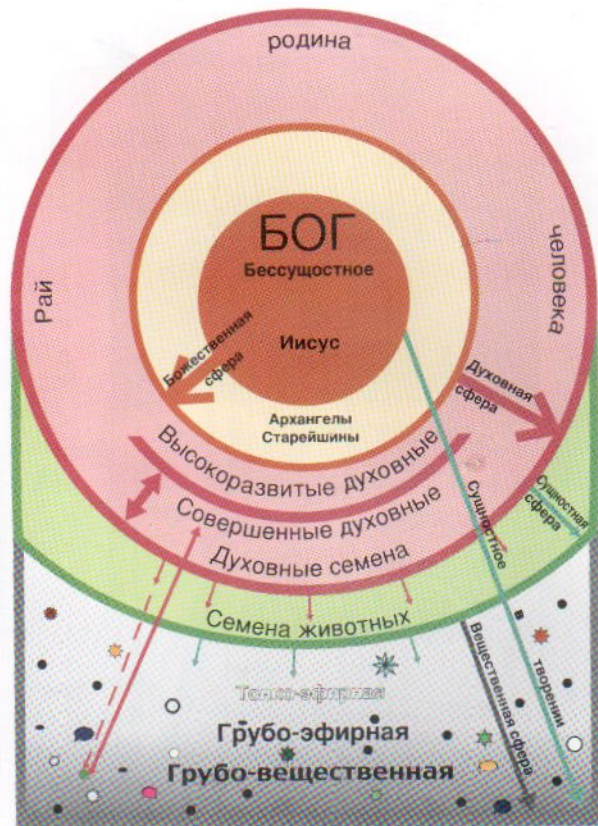 родина
Рай
человека
БОГ
Бессущостное
Иисус
Божественная
сфера
Духовная
сфера
Архангелы
Старейшины
Высокоразвитые духовные
Совершенные духовные
Духовные семена
Сущностное
в
творении
Сущностная
сфера
Семена животных
Вещественная сфера
Тонко-эфирная
Грубо-эфирная
Грубо-вещественная